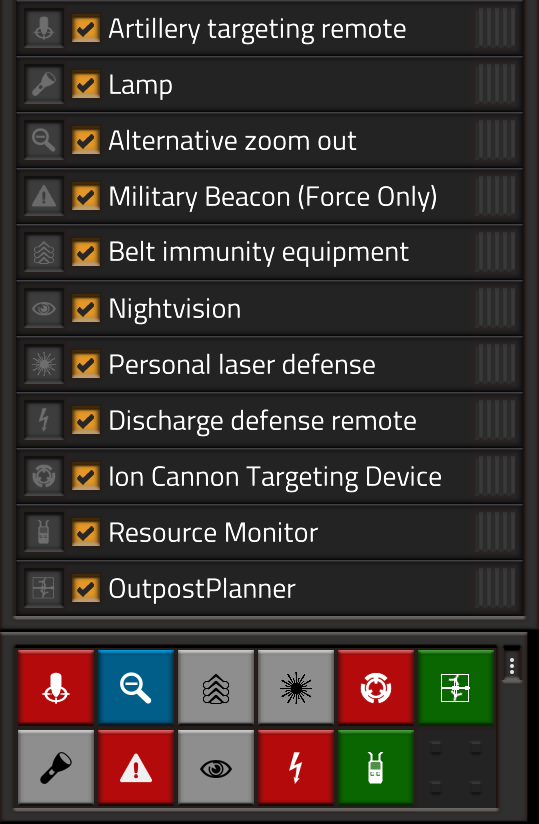 Artillery targeting remote
Lamp
Alternative zoom out
Military Beacon (Force Only)
Belt immunity equipment
Nightvision
Personal laser defense
Discharge defense remote
Ion Cannon Targeting Device
Resource Monitor
OutpostPlanner